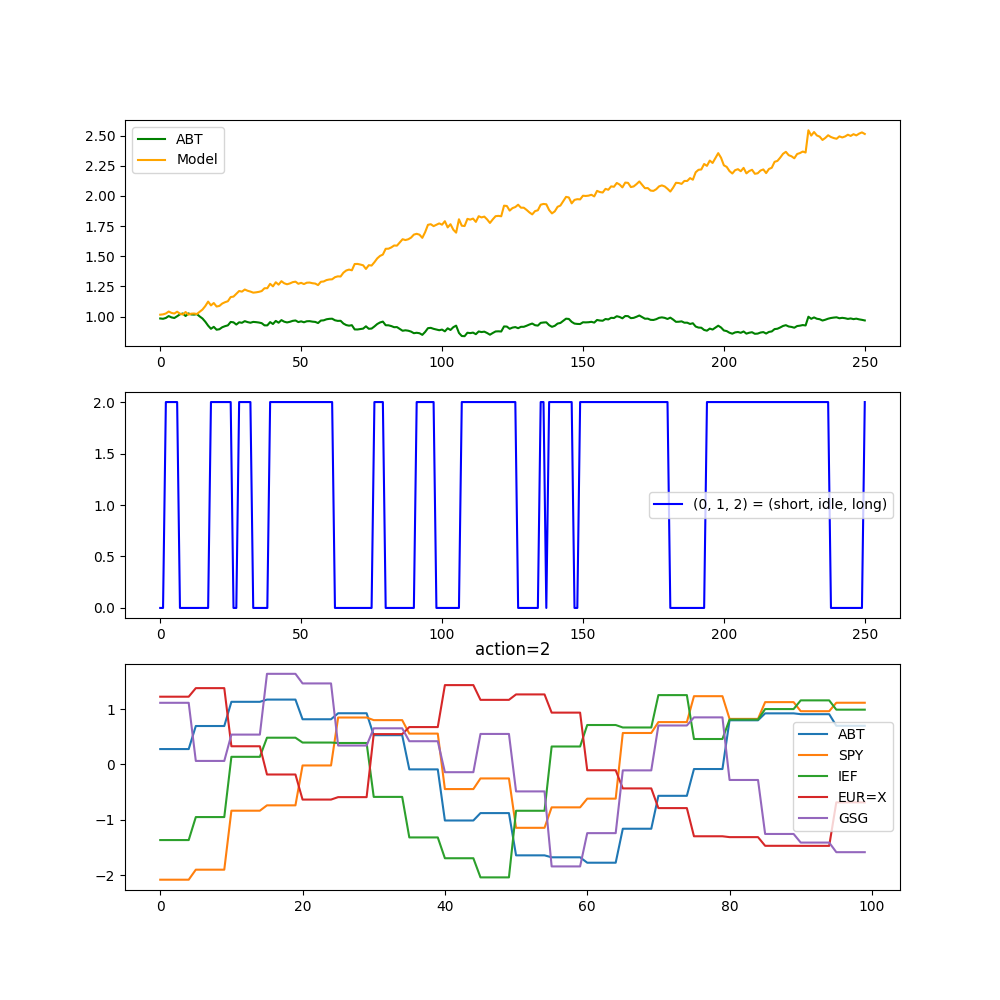 2.50
2.25
2.00
1.75
1.50
1.25
1.00
ABT
Model
0 50 100 150 200 250
2.0
1.5
1.0
0.5
0.0
(0, 1, 2) = (short, idle, long)
0 50 100 150 200 250
action=2
1
0
−1
−2
ABT
SPY
IEF
EUR=X
GSG
0 20 40 60 80 100